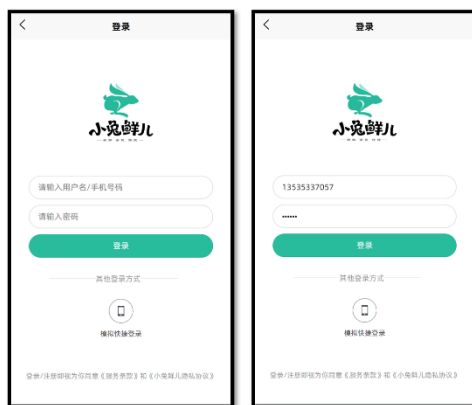 登录
小兔鲜儿
请输入用户名/手机号码
请输入密码
登录
其他登录方式
模拟快捷登录
登录/注册即视为你同意《服务条款》和《小兔鲜儿隐私协议》
登录
小兔鲜儿
13535337057
••••••
登录
其他登录方式
模拟快捷登录
登录/注册即视为你同意《服务条款》和《小兔鲜儿隐私协议》